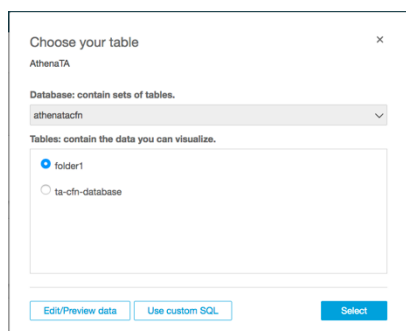 Choose your table
×
AthenaTA
Database: contain sets of tables.
athenatacfn
Tables: contain the data you can visualize.
folder1
ta-cfn-database
Edit/Preview data Use custom SQL Select